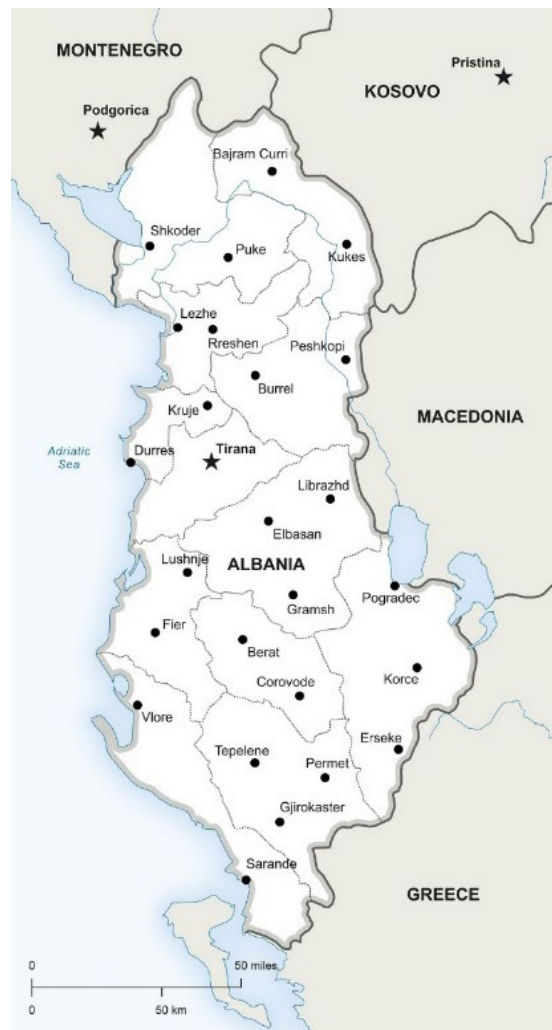 MONTENEGRO
Pristina
KOSOVO
Podgorica
Bajram Curri
Shkoder
Puke
Kukes
Lezhe
Rreshen
Peshkopi
Burrel
Kruje
MACEDONIA
Adriatic
Sea
Durres
Tirana
Librazhd
Elbasan
Lushnje
ALBANIA
Gramsh
Pogradec
Fier
Berat
Korce
Corovode
Vlore
Erseke
Tepelene
Permet
Gjirokaster
Sarande
GREECE
0 50 miles
0 50 km